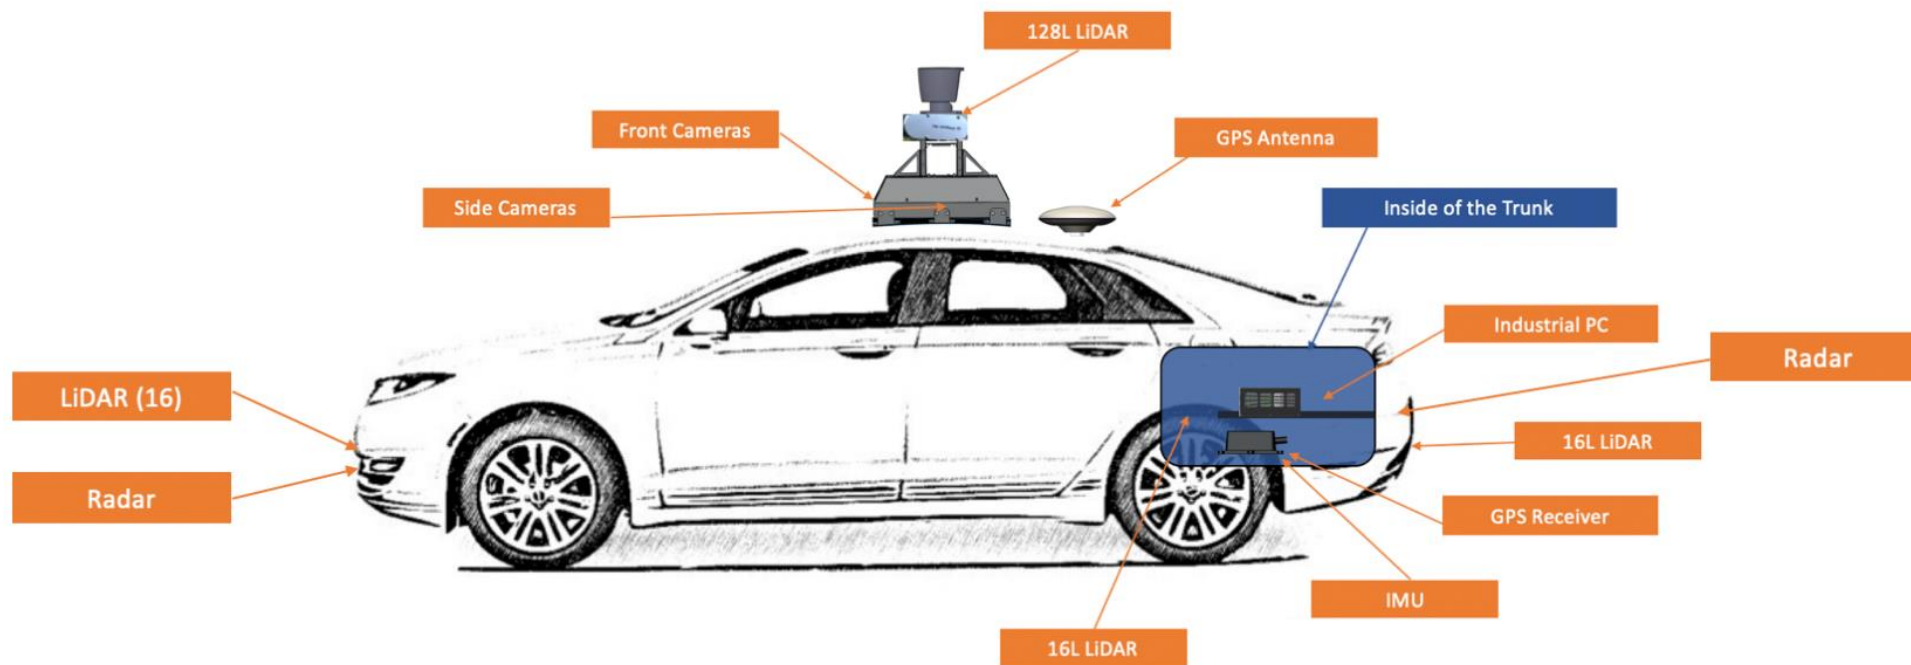 128L LiDAR
Front Cameras
GPS Antenna
Side Cameras
Inside of the Trunk
Industrial PC
Radar
LiDAR (16)
16L LiDAR
Radar
GPS Receiver
IMU
16L LiDAR